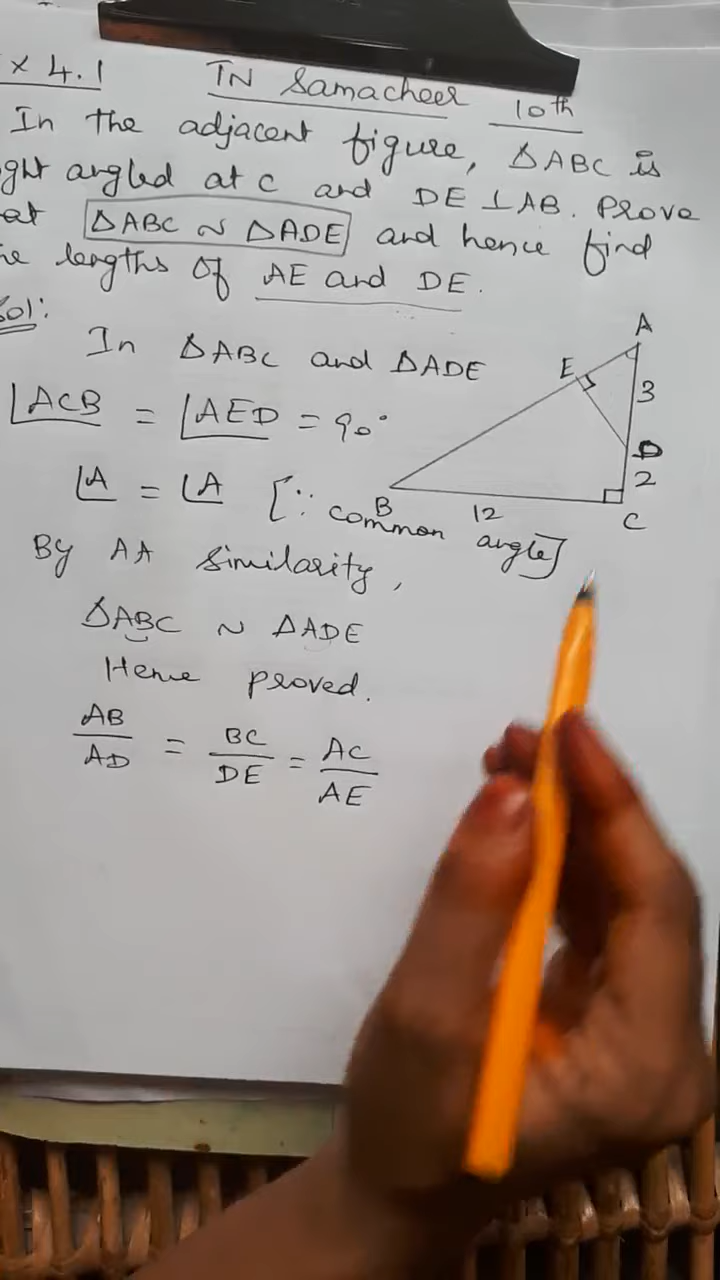 x 4.1 TN Samacheer 10th
In the adjacent figure, ΔABC is
ght angled at C and DE ⊥ AB. Prove
at ΔABC ~ ΔADE and hence find
he lengths of AE and DE.
Sol:
In ΔABC and ΔADE
∠ACB = ∠AED = 90°
∠A = ∠A [∵ common angle]
By AA similarity,
ΔABC ~ ΔADE
Hence proved.
AB/AD = BC/DE = AC/AE
A
E
3
D
2
B
12
C